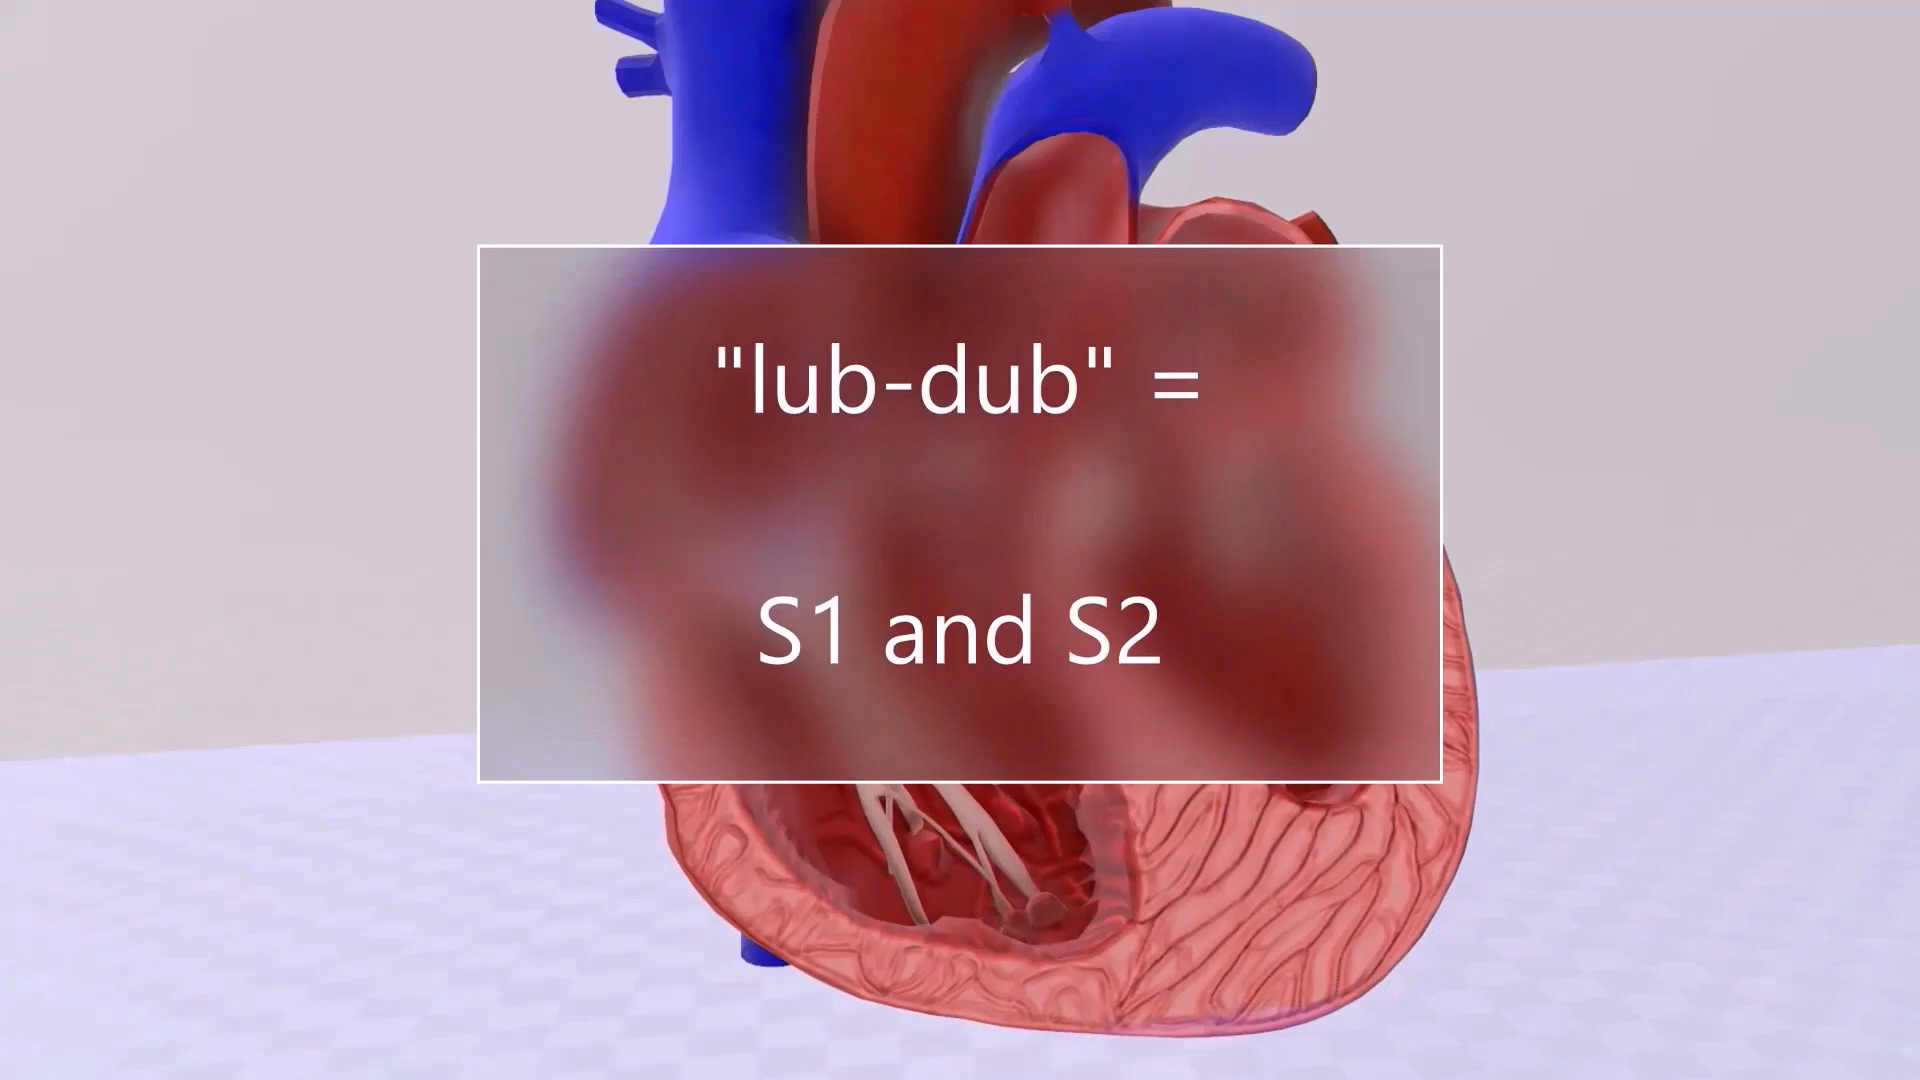 "lub-dub" =
S1 and S2